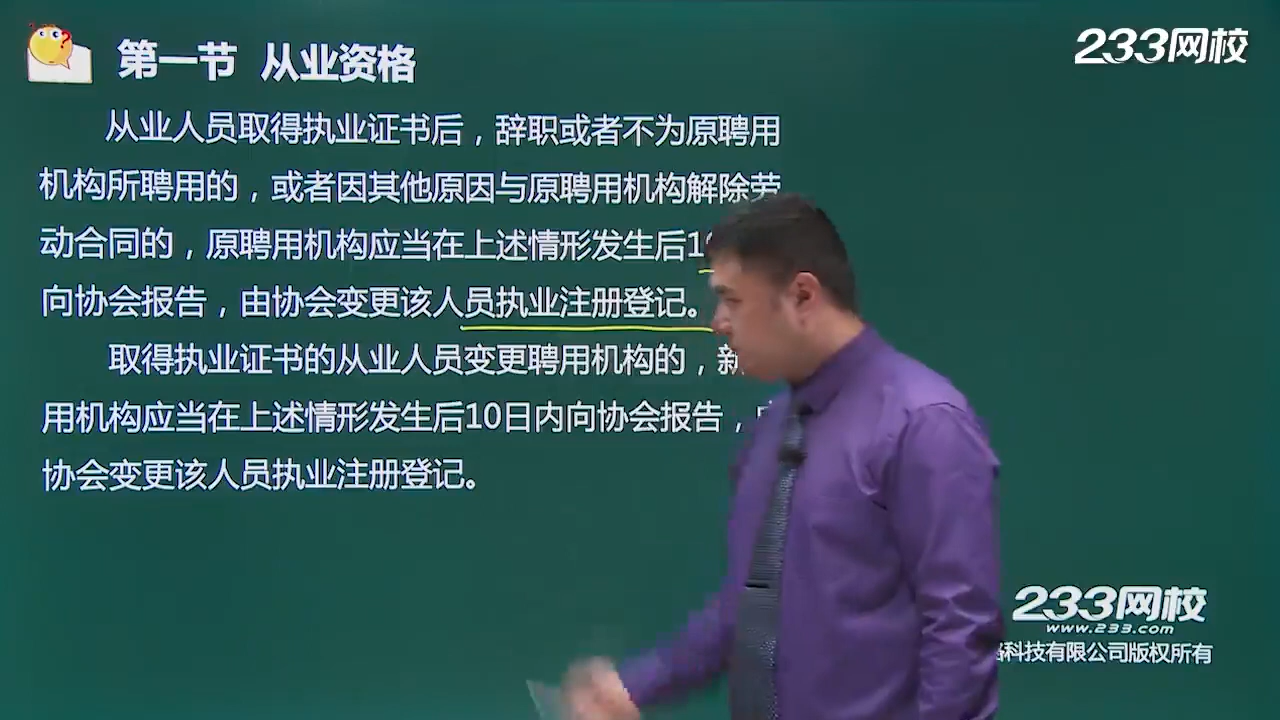 233网校
第一节 从业资格
从业人员取得执业证书后，辞职或者不为原聘用
机构所聘用的，或者因其他原因与原聘用机构解除劳
动合同的，原聘用机构应当在上述情形发生后1
向协会报告，由协会变更该人员执业注册登记。
取得执业证书的从业人员变更聘用机构的，新
用机构应当在上述情形发生后10日内向协会报告，
协会变更该人员执业注册登记。
233网校
www.233.com
科技有限公司版权所有